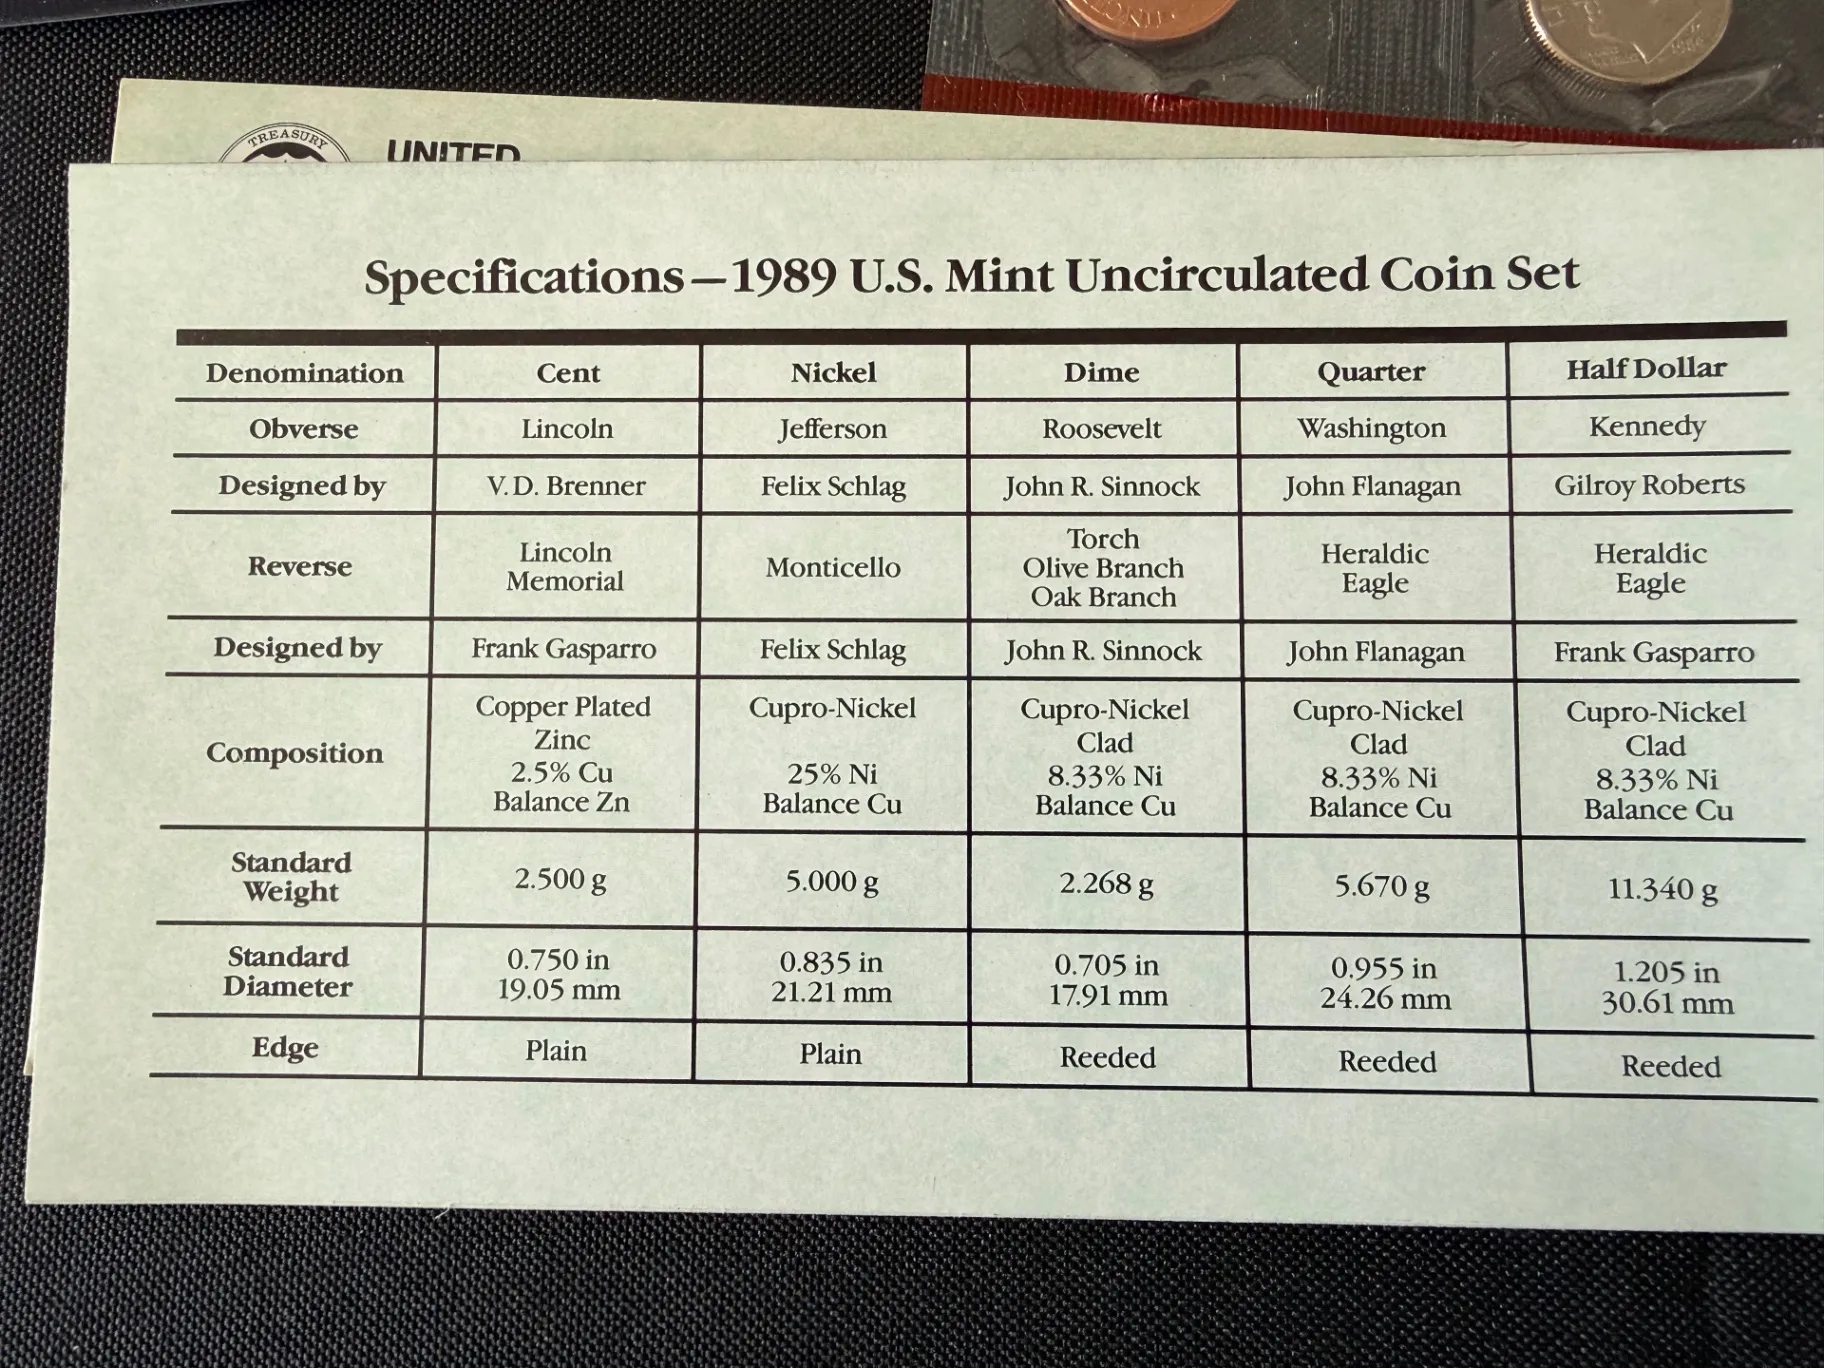 TREASURY
UNITED
Specifications—1989 U.S. Mint Uncirculated Coin Set
Denomination Cent Nickel Dime Quarter Half Dollar
Obverse Lincoln Jefferson Roosevelt Washington Kennedy
Designed by V.D. Brenner Felix Schlag John R. Sinnock John Flanagan Gilroy Roberts
Reverse Lincoln Memorial Monticello Torch Olive Branch Oak Branch Heraldic Eagle Heraldic Eagle
Designed by Frank Gasparro Felix Schlag John R. Sinnock John Flanagan Frank Gasparro
Composition Copper Plated Zinc 2.5% Cu Balance Zn Cupro-Nickel 25% Ni Balance Cu Cupro-Nickel Clad 8.33% Ni Balance Cu Cupro-Nickel Clad 8.33% Ni Balance Cu Cupro-Nickel Clad 8.33% Ni Balance Cu
Standard Weight 2.500 g 5.000 g 2.268 g 5.670 g 11.340 g
Standard Diameter 0.750 in 19.05 mm 0.835 in 21.21 mm 0.705 in 17.91 mm 0.955 in 24.26 mm 1.205 in 30.61 mm
Edge Plain Plain Reeded Reeded Reeded